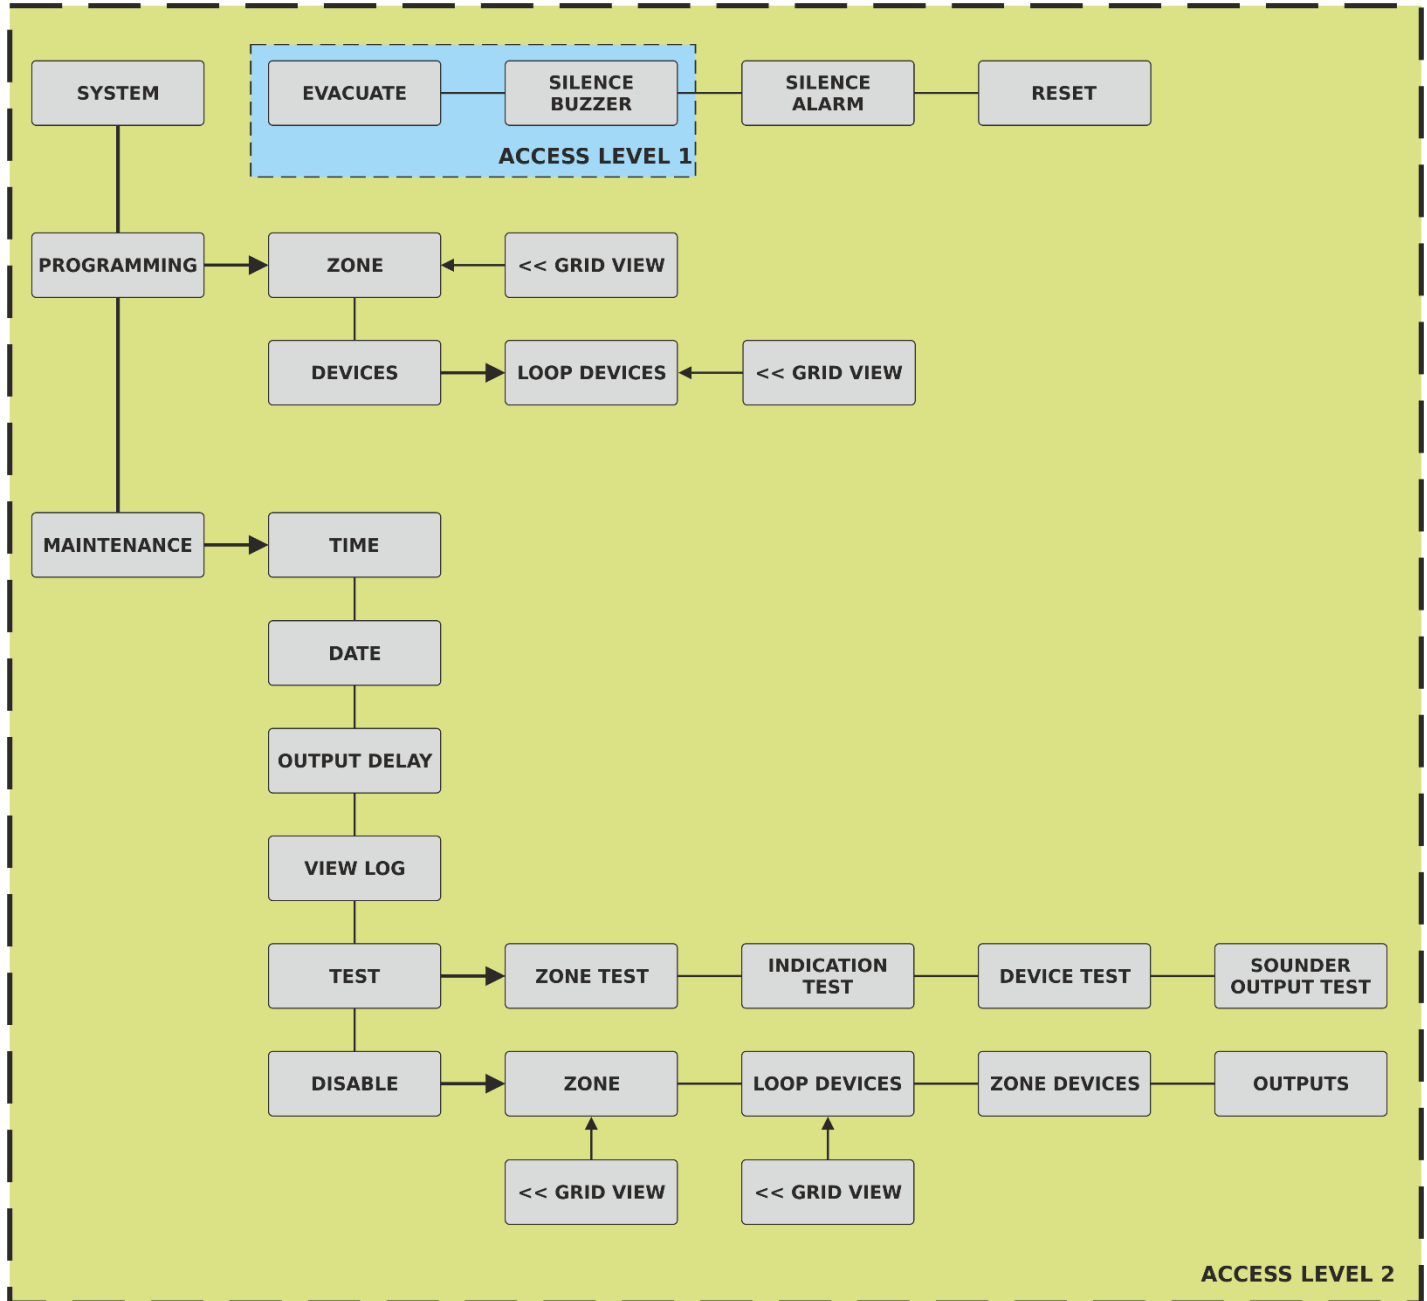 SYSTEM
EVACUATE
SILENCE
BUZZER
SILENCE
ALARM
RESET
ACCESS LEVEL 1
PROGRAMMING
ZONE
<< GRID VIEW
DEVICES
LOOP DEVICES
<< GRID VIEW
MAINTENANCE
TIME
DATE
OUTPUT DELAY
VIEW LOG
TEST
ZONE TEST
INDICATION
TEST
DEVICE TEST
SOUNDER
OUTPUT TEST
DISABLE
ZONE
LOOP DEVICES
ZONE DEVICES
OUTPUTS
<< GRID VIEW
<< GRID VIEW
ACCESS LEVEL 2